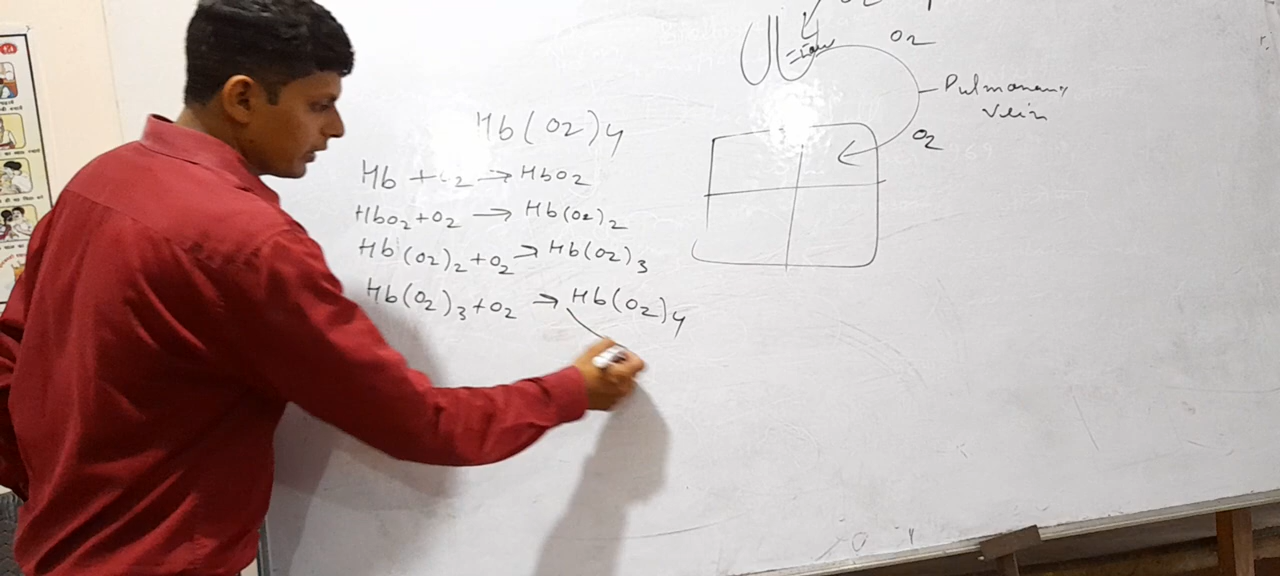 O2
Pulmonary
vein
O2
Hb(O2)4
Hb + O2 → HbO2
HbO2 + O2 → Hb(O2)2
Hb(O2)2 + O2 → Hb(O2)3
Hb(O2)3 + O2 → Hb(O2)4